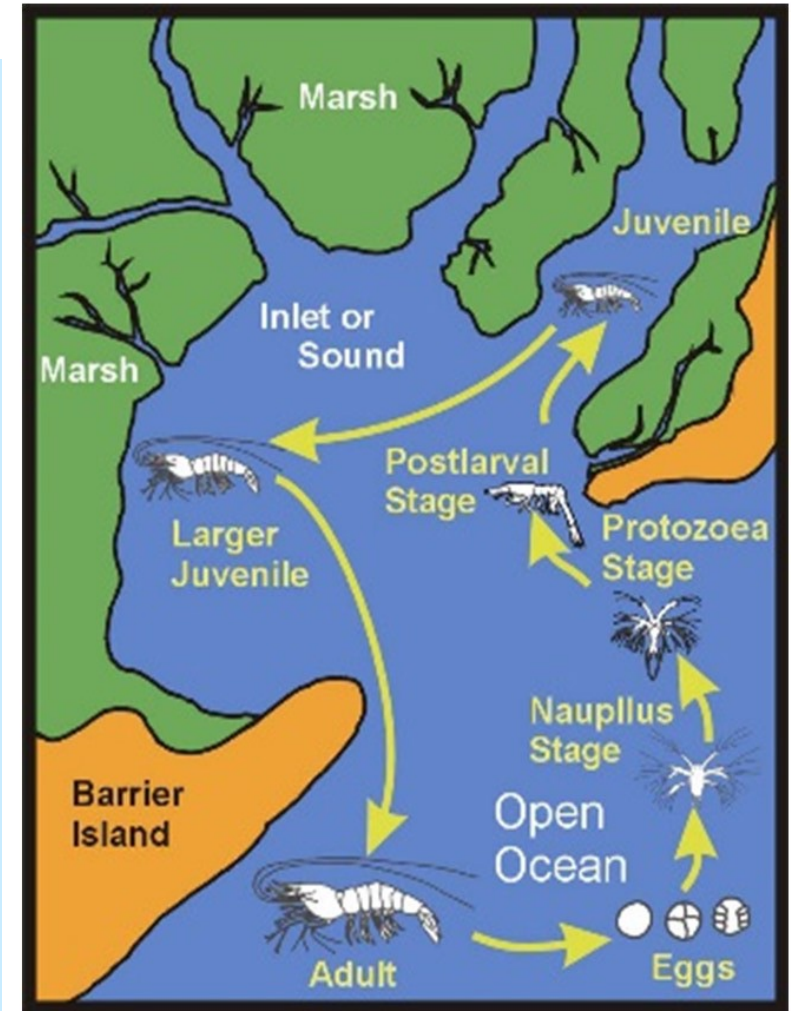 Marsh
Juvenile
Inlet or
Sound
Marsh
Postlarval
Stage
Larger
Juvenile
Protozoea
Stage
Naupllus
Stage
Barrier
Island
Open
Ocean
Adult
Eggs